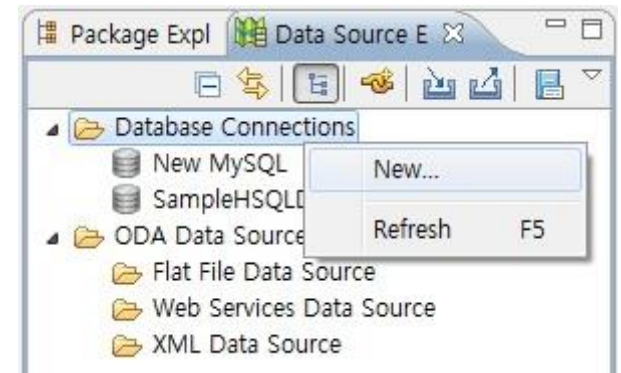 Package Expl Data Source E
Database Connections
New MySQL
New...
SampleHSQLD
Refresh F5
ODA Data Source
Flat File Data Source
Web Services Data Source
XML Data Source